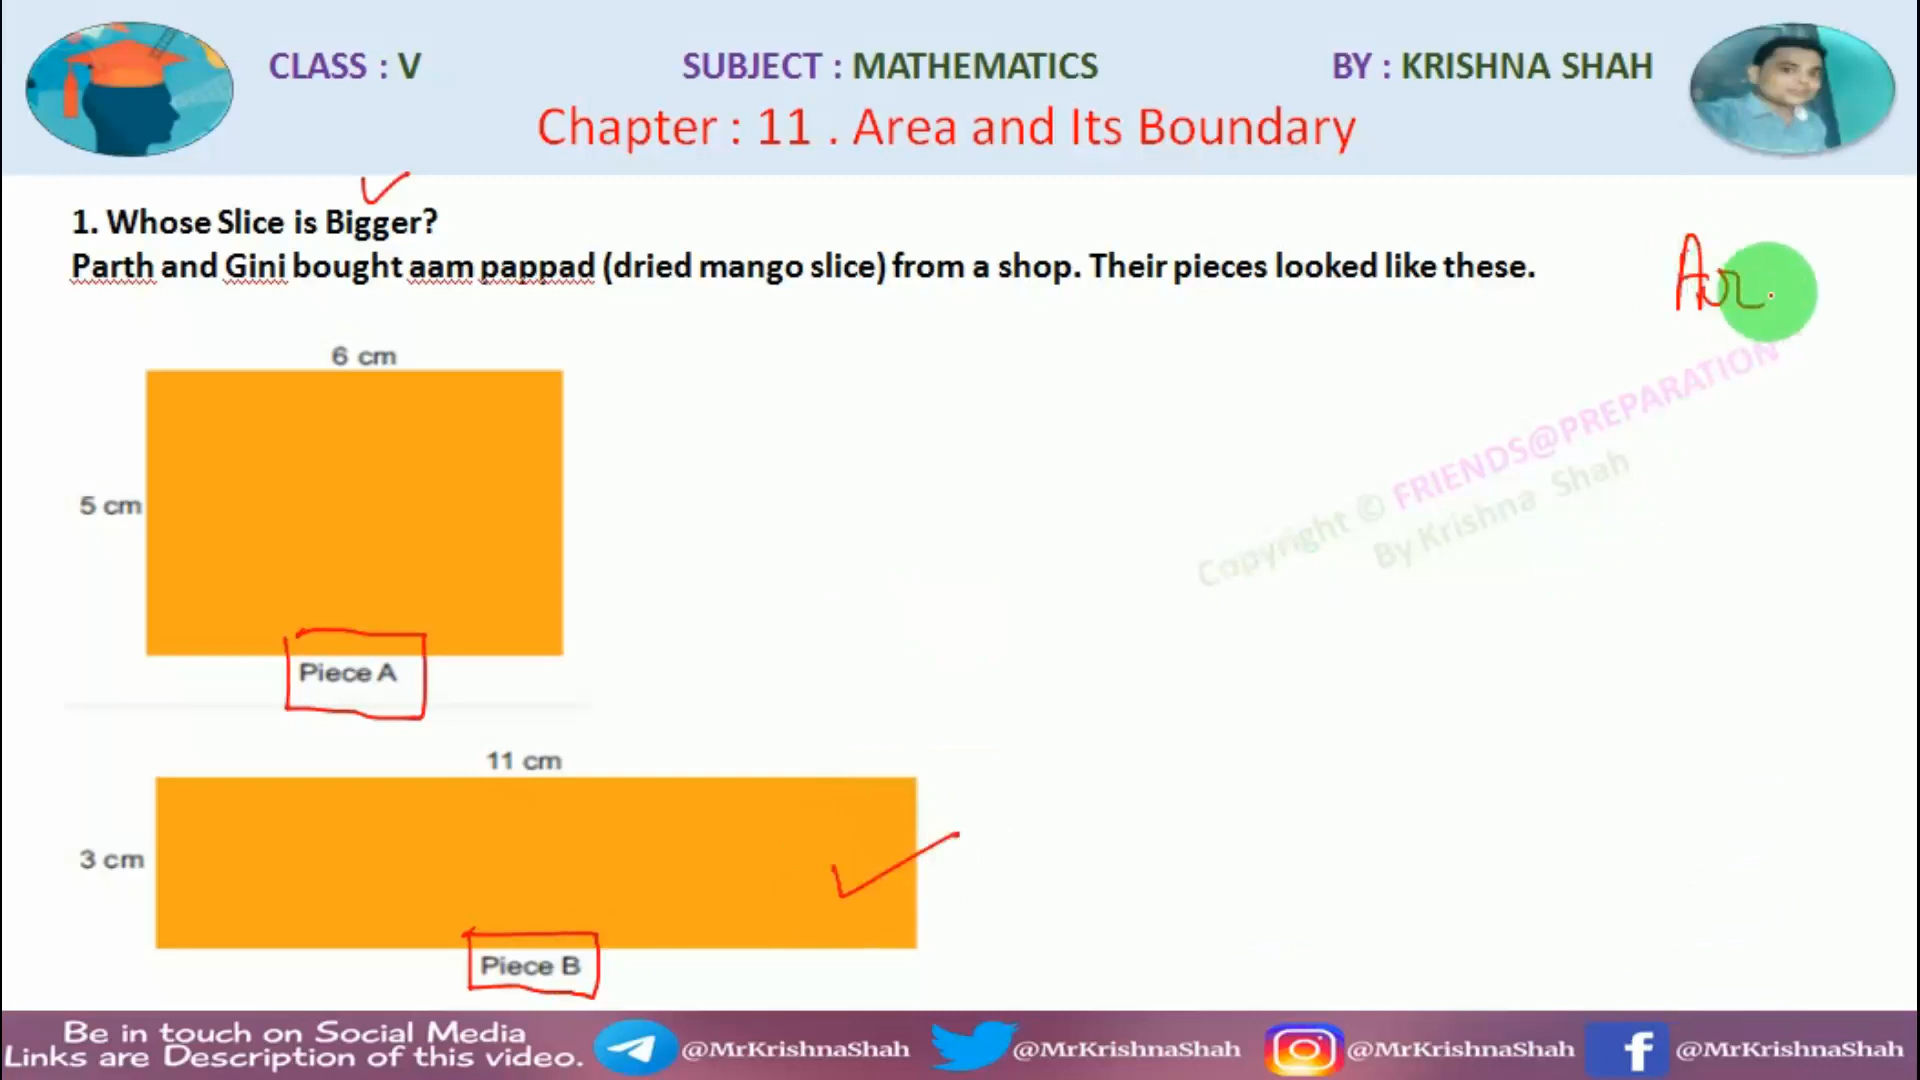 CLASS : V
SUBJECT : MATHEMATICS
BY : KRISHNA SHAH
Chapter : 11 . Area and Its Boundary
1. Whose Slice is Bigger?
Parth and Gini bought aam pappad (dried mango slice) from a shop. Their pieces looked like these.
Ar
6 cm
5 cm
Piece A
Copyright © FRIENDS@PREPARATION
By Krishna Shah
11 cm
3 cm
Piece B
Be in touch on Social Media
Links are Description of this video.
@MrKrishnaShah
@MrKrishnaShah
@MrKrishnaShah
@MrKrishnaShah